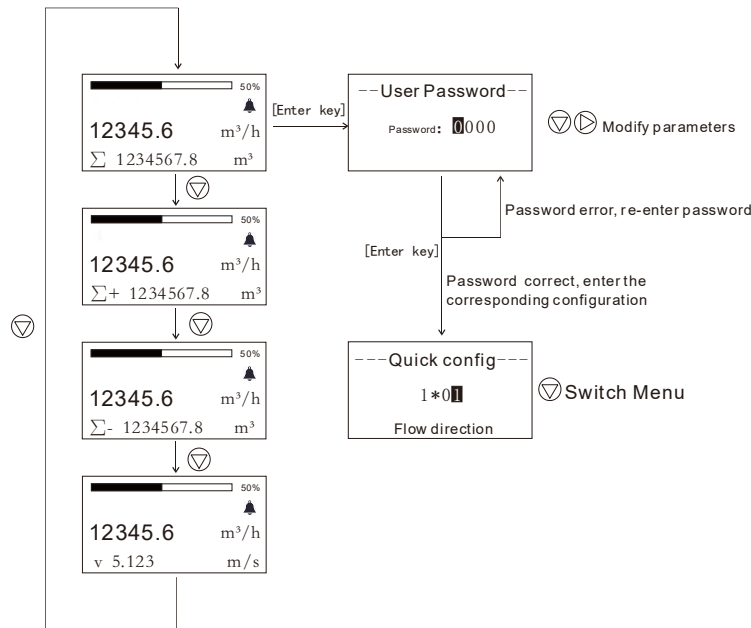 50%
12345.6 m³/h
∑ 1234567.8 m³
[Enter key]
--User Password--
Password: 0000
Modify parameters
50%
12345.6 m³/h
∑+ 1234567.8 m³
Password error, re-enter password
[Enter key]
Password correct, enter the
corresponding configuration
50%
12345.6 m³/h
∑- 1234567.8 m³
---Quick config---
1*01
Flow direction
Switch Menu
50%
12345.6 m³/h
v 5.123 m/s